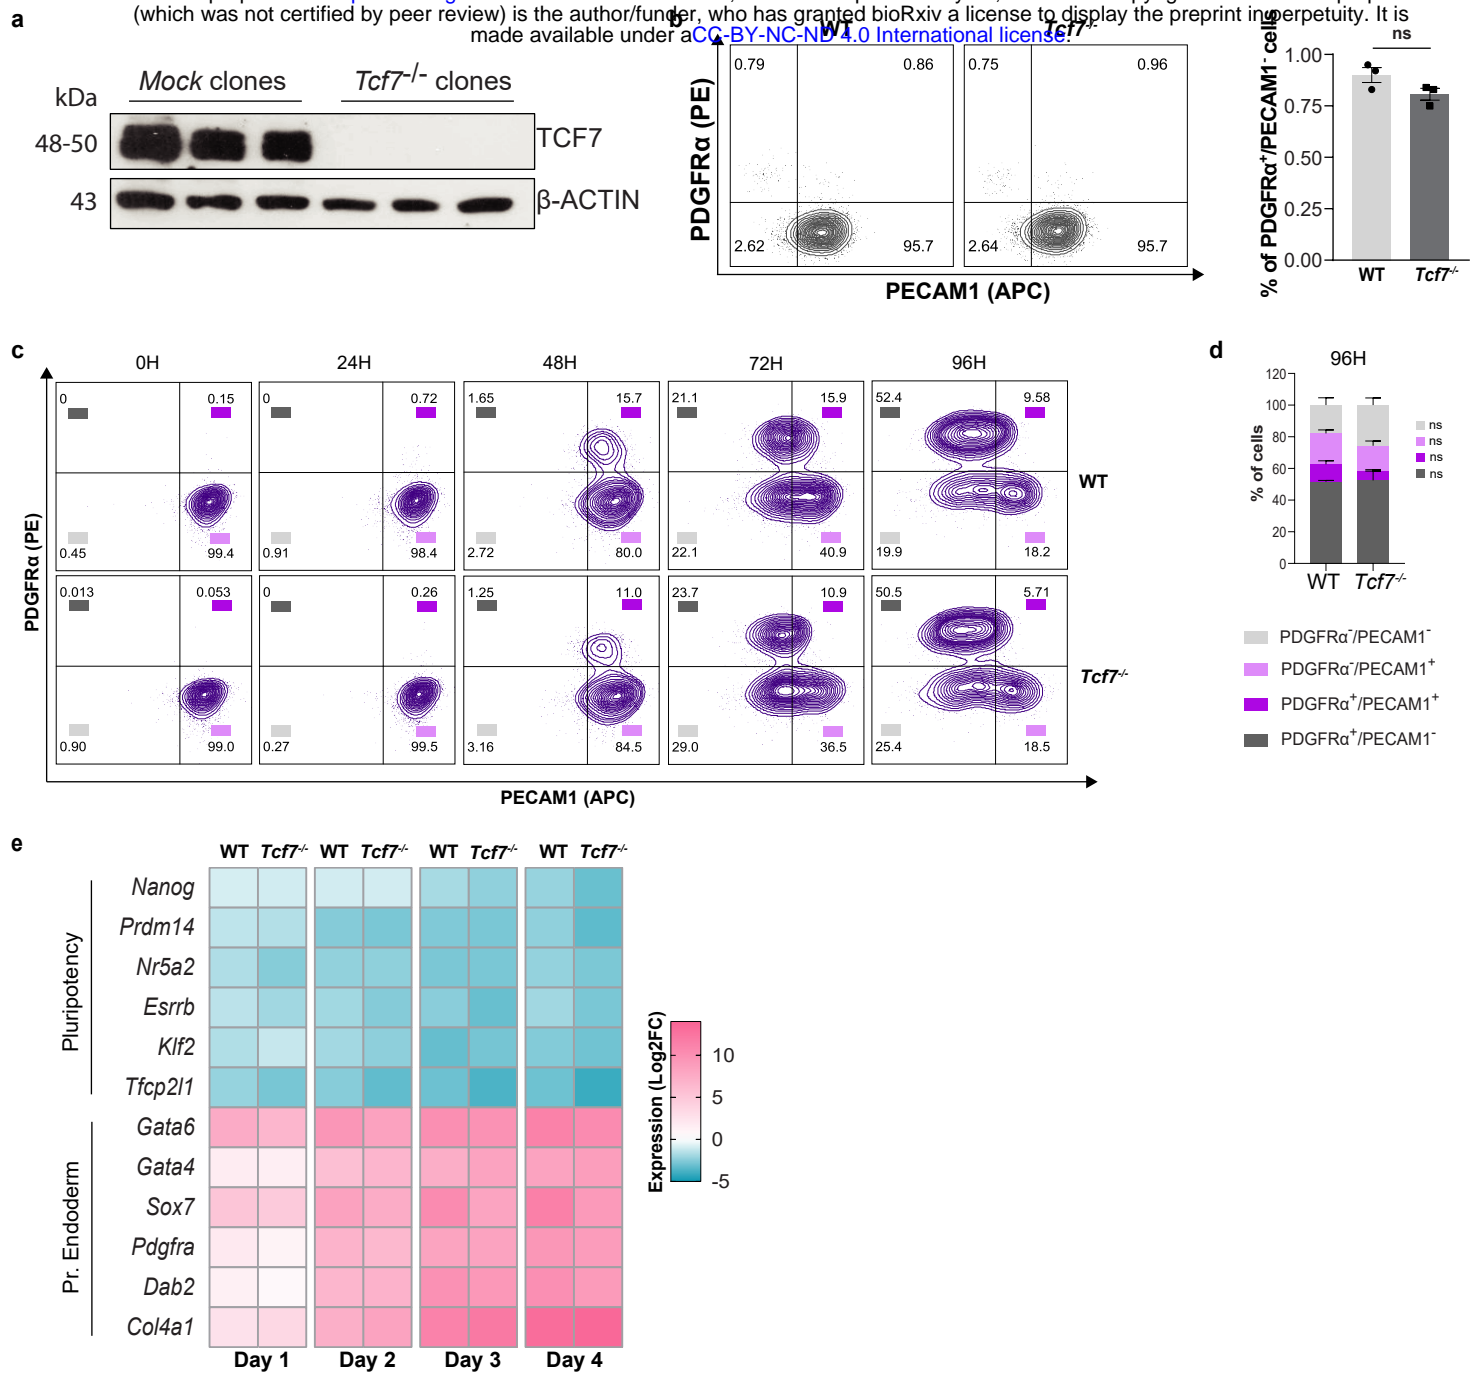 (which was not certified by peer review) is the author/funder, who has granted bioRxiv a license to display the preprint in perpetuity. It is
made available under aCC-BY-NC-ND 4.0 International license.
a
Mock clones
Tcf7-/- clones
kDa
48-50
TCF7
43
β-ACTIN
b
WT
Tcf7-/-
0.79
0.86
2.62
95.7
0.75
0.96
2.64
95.7
PDGFRα (PE)
PECAM1 (APC)
% of PDGFRα+/PECAM1- cells
ns
1.00
0.75
0.50
0.25
0.00
WT
Tcf7-/-
c
0H
24H
48H
72H
96H
0
0.15
0.45
99.4
0
0.72
0.91
98.4
1.65
15.7
2.72
80.0
21.1
15.9
22.1
40.9
52.4
9.58
19.9
18.2
WT
0.013
0.053
0.90
99.0
0
0.26
0.27
99.5
1.25
11.0
3.16
84.5
23.7
10.9
29.0
36.5
50.5
5.71
25.4
18.5
Tcf7-/-
PDGFRα (PE)
PECAM1 (APC)
d
96H
% of cells
120
100
80
60
40
20
0
WT
Tcf7-/-
ns
ns
ns
ns
PDGFRα-/PECAM1-
PDGFRα-/PECAM1+
PDGFRα+/PECAM1+
PDGFRα+/PECAM1-
e
WT Tcf7-/- WT Tcf7-/- WT Tcf7-/- WT Tcf7-/-
Pluripotency
Nanog
Prdm14
Nr5a2
Esrrb
Klf2
Tfcp2l1
Pr. Endoderm
Gata6
Gata4
Sox7
Pdgfra
Dab2
Col4a1
Day 1
Day 2
Day 3
Day 4
Expression (Log2FC)
10
5
0
-5